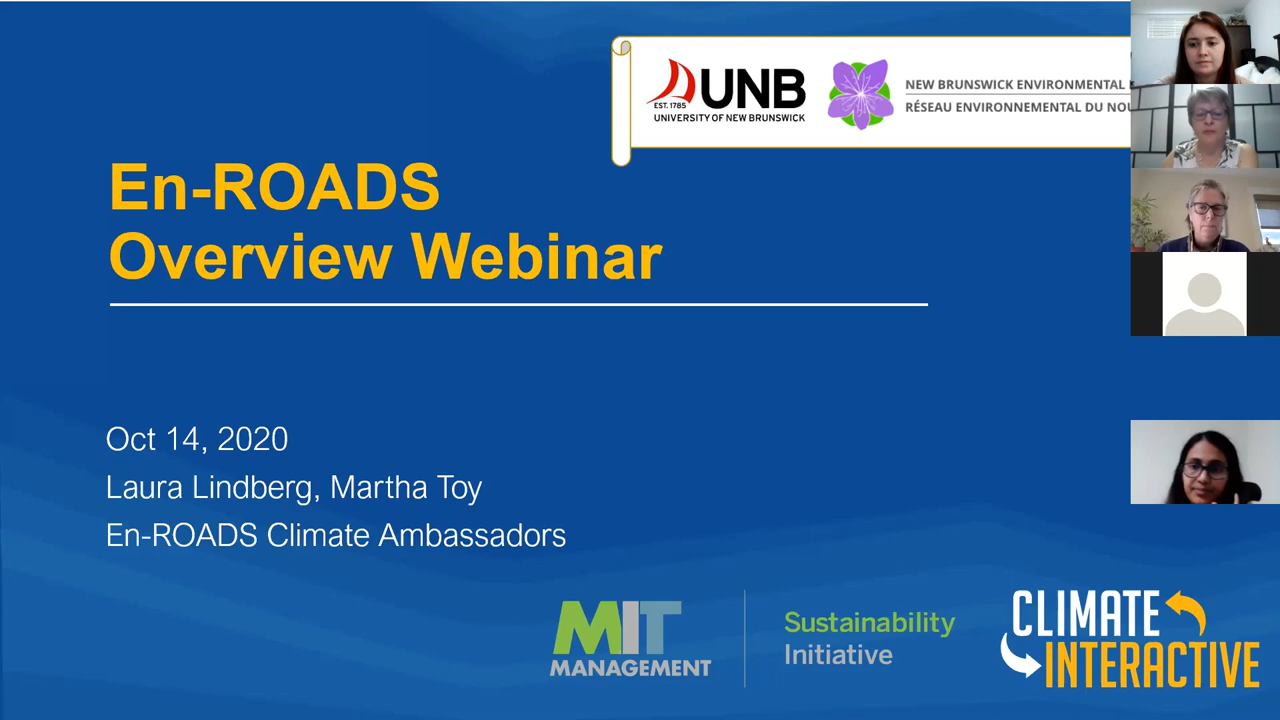 EST. 1785
UNB
UNIVERSITY OF NEW BRUNSWICK
NEW BRUNSWICK ENVIRONMENTAL
RÉSEAU ENVIRONNEMENTAL DU NOU
En-ROADS
Overview Webinar
Oct 14, 2020
Laura Lindberg, Martha Toy
En-ROADS Climate Ambassadors
MIT
MANAGEMENT
Sustainability
Initiative
CLIMATE
INTERACTIVE